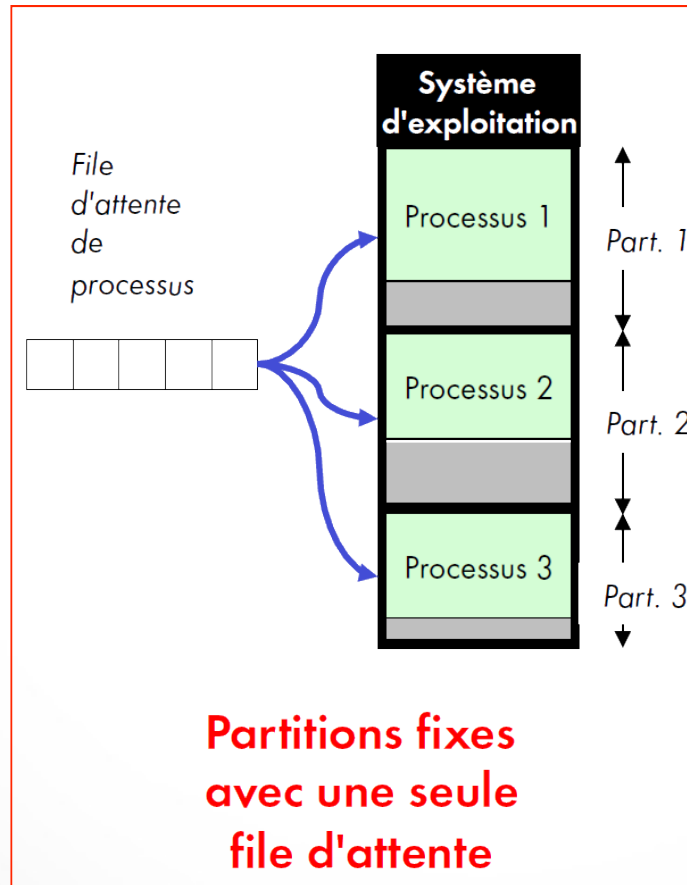 Système
d'exploitation
File
d'attente
de
processus
Processus 1
Part. 1
Processus 2
Part. 2
Processus 3
Part. 3
Partitions fixes
avec une seule
file d'attente